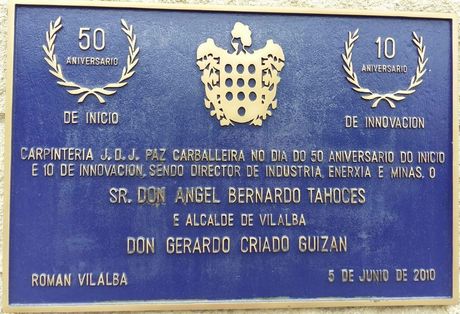 50
ANIVERSARIO
DE INICIO
10
ANIVERSARIO
DE INNOVACION
CARPINTERIA J.D.J. PAZ CARBALLEIRA NO DIA DO 50 ANIVERSARIO DO INICIO
E 10 DE INNOVACION, SENDO DIRECTOR DE INDUSTRIA, ENERXIA E MINAS, O
SR. DON ANGEL BERNARDO TAHOCES
E ALCALDE DE VILALBA
DON GERARDO CRIADO GUIZAN
ROMAN VILALBA
5 DE JUNIO DE 2010